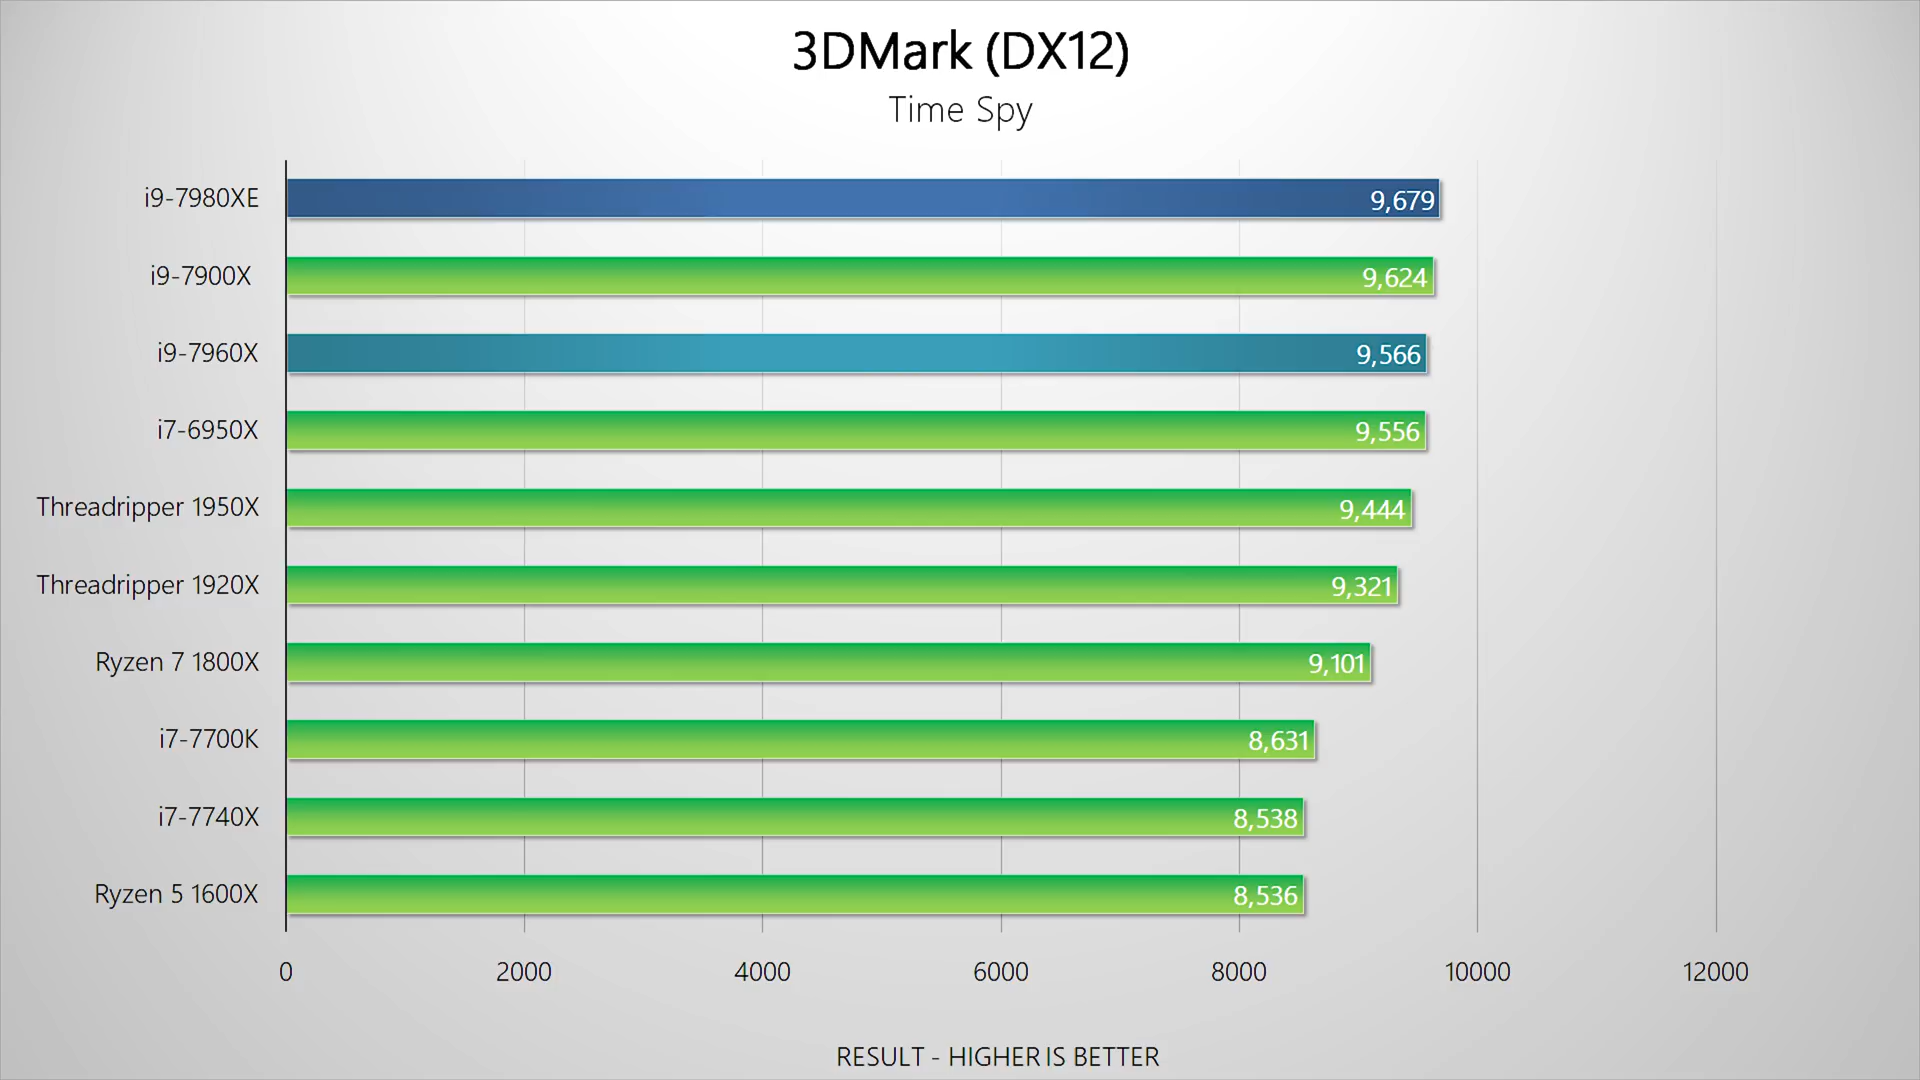 3DMark (DX12)
Time Spy
i9-7980XE 9,679
i9-7900X 9,624
i9-7960X 9,566
i7-6950X 9,556
Threadripper 1950X 9,444
Threadripper 1920X 9,321
Ryzen 7 1800X 9,101
i7-7700K 8,631
i7-7740X 8,538
Ryzen 5 1600X 8,536
0 2000 4000 6000 8000 10000 12000
RESULT - HIGHER IS BETTER